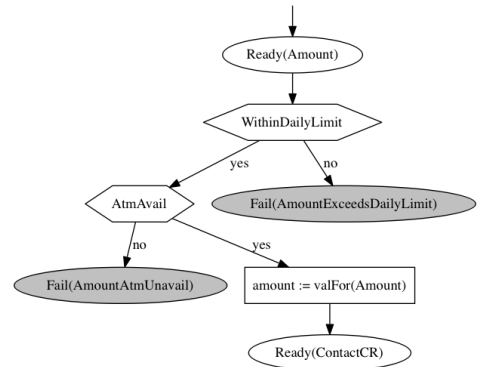 Ready(Amount)
WithinDailyLimit
yes
no
AtmAvail
Fail(AmountExceedsDailyLimit)
no
yes
Fail(AmountAtmUnavail)
amount := valFor(Amount)
Ready(ContactCR)